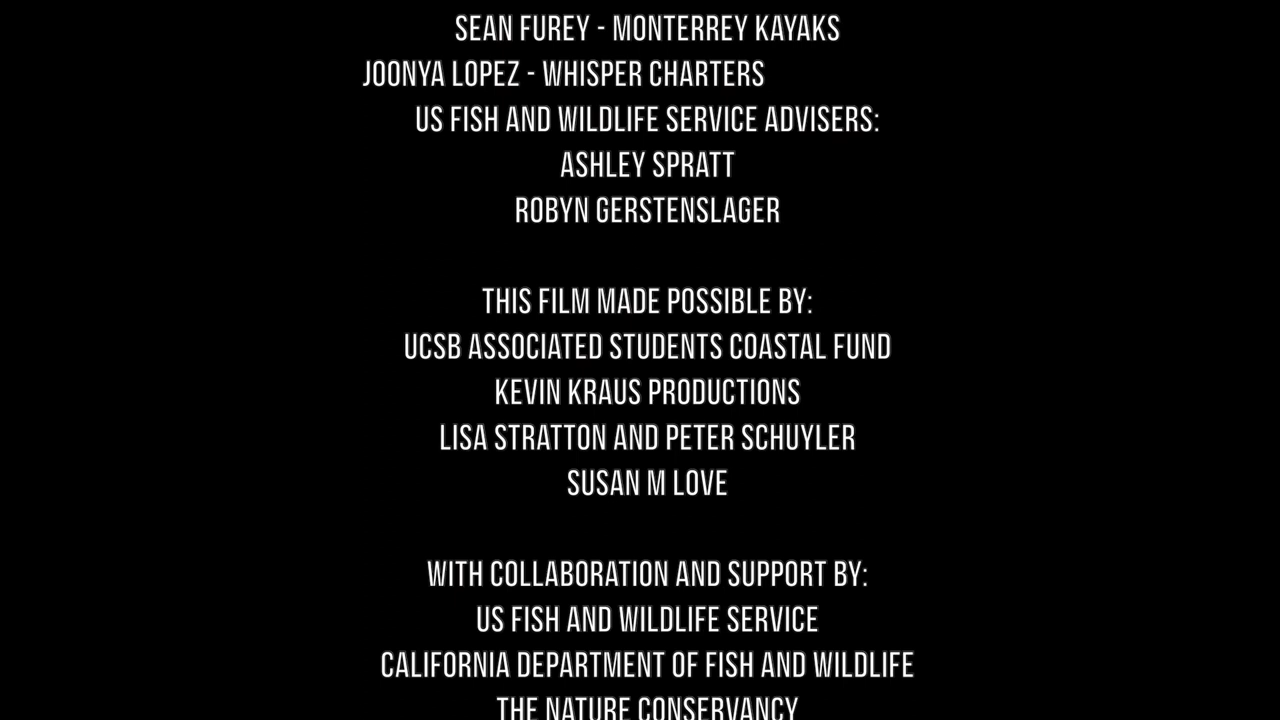 SEAN FUREY - MONTERREY KAYAKS
JOONYA LOPEZ - WHISPER CHARTERS
US FISH AND WILDLIFE SERVICE ADVISERS:
ASHLEY SPRATT
ROBYN GERSTENSLAGER
THIS FILM MADE POSSIBLE BY:
UCSB ASSOCIATED STUDENTS COASTAL FUND
KEVIN KRAUS PRODUCTIONS
LISA STRATTON AND PETER SCHUYLER
SUSAN M LOVE
WITH COLLABORATION AND SUPPORT BY:
US FISH AND WILDLIFE SERVICE
CALIFORNIA DEPARTMENT OF FISH AND WILDLIFE
THE NATURE CONSERVANCY